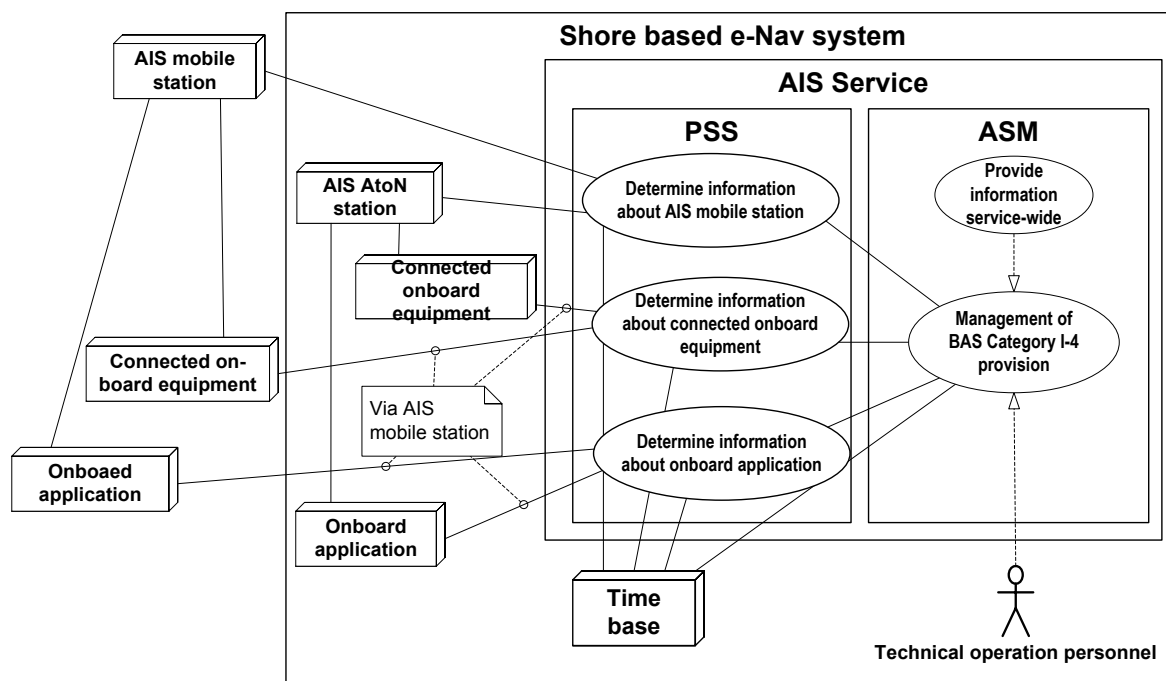 Shore based e-Nav system
AIS Service
PSS
ASM
AIS mobile
station
AIS AtoN
station
Connected
onboard
equipment
Connected on-
board equipment
Via AIS
mobile station
Onboaed
application
Onboard
application
Determine information
about AIS mobile station
Determine information
about connected onboard
equipment
Determine information
about onboard application
Provide
information
service-wide
Management of
BAS Category I-4
provision
Time
base
Technical operation personnel